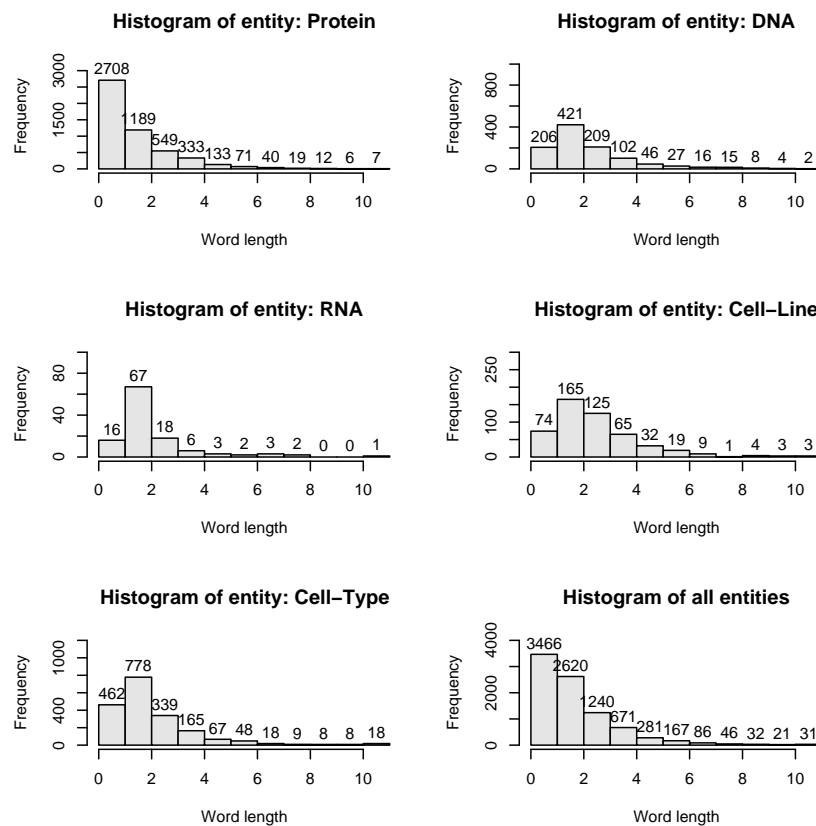 Histogram of entity: Protein
Frequency
0 1500 3000
2708 1189 549 333 133 71 40 19 12 6 7
0 2 4 6 8 10
Word length
Histogram of entity: DNA
Frequency
0 400 800
206 421 209 102 46 27 16 15 8 4 2
0 2 4 6 8 10
Word length
Histogram of entity: RNA
Frequency
0 40 80
16 67 18 6 3 2 3 2 0 0 1
0 2 4 6 8 10
Word length
Histogram of entity: Cell−Line
Frequency
0 100 250
74 165 125 65 32 19 9 1 4 3 3
0 2 4 6 8 10
Word length
Histogram of entity: Cell−Type
Frequency
0 400 1000
462 778 339 165 67 48 18 9 8 8 18
0 2 4 6 8 10
Word length
Histogram of all entities
Frequency
0 2000 4000
3466 2620 1240 671 281 167 86 46 32 21 31
0 2 4 6 8 10
Word length